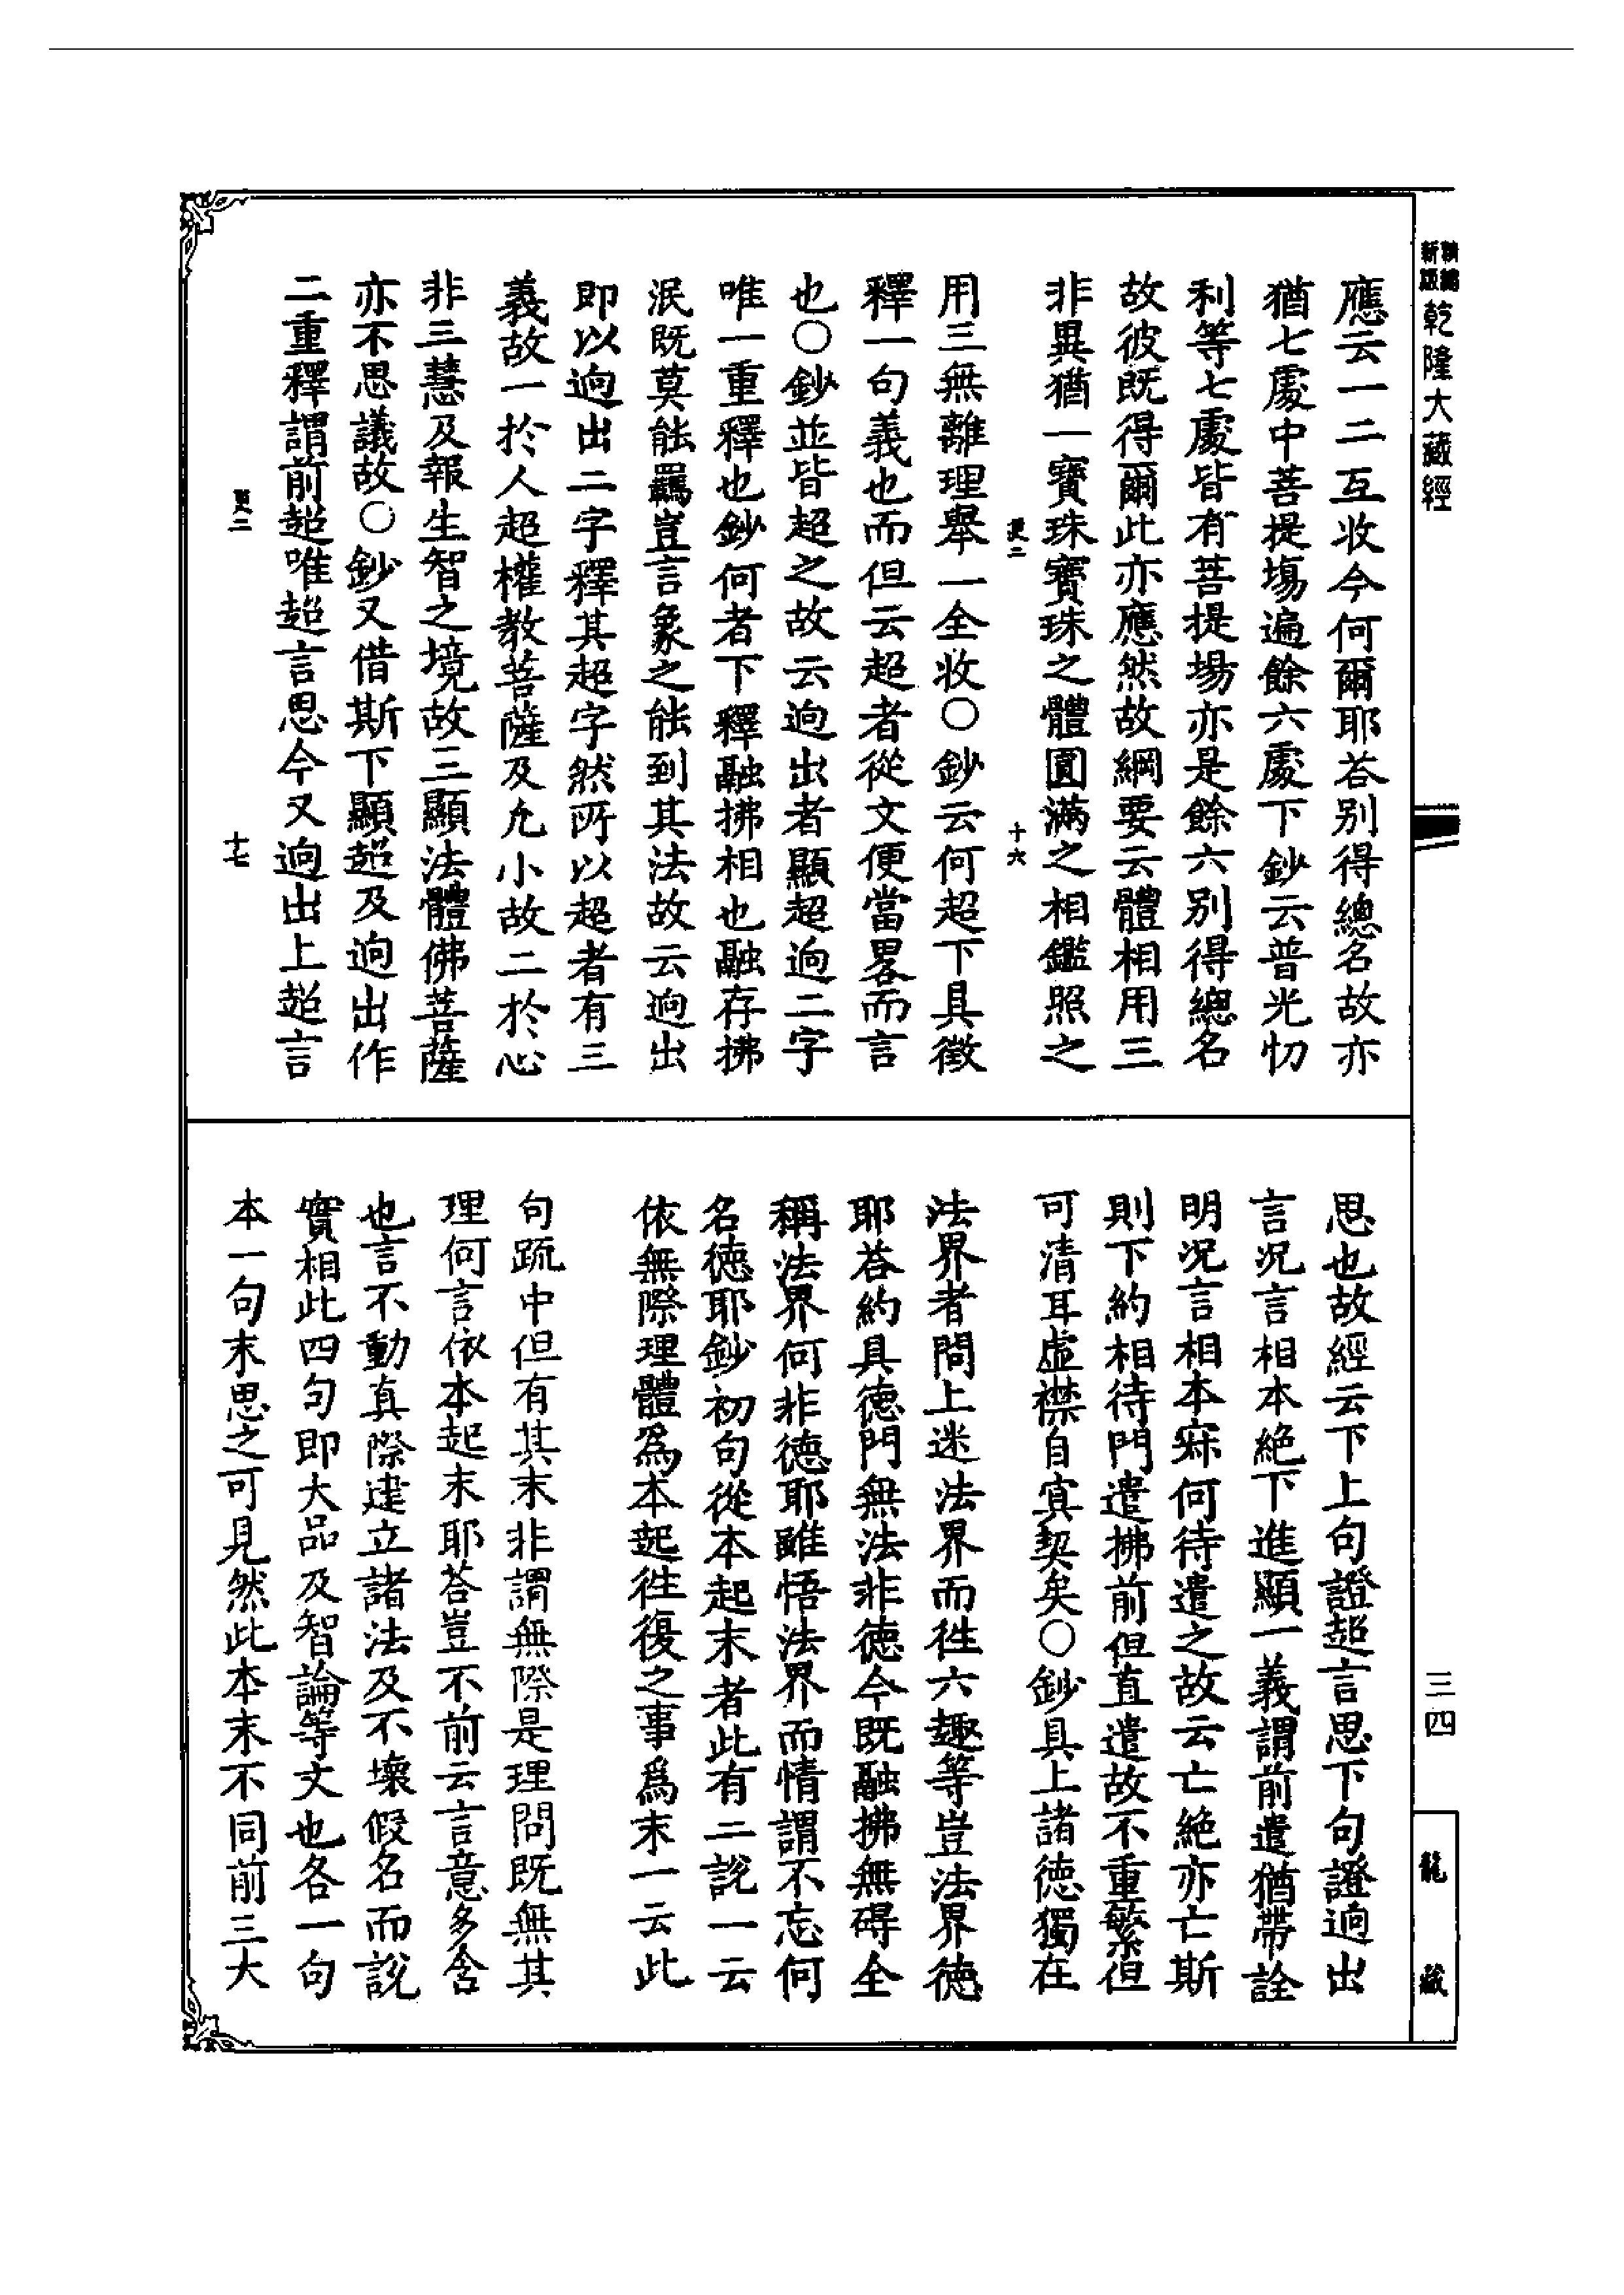 新編
新版
乾隆大藏經
應云一二互收今何爾耶荅別得總名故亦
猶七處中菩提場遍餘六處下鈔云普光忉
利等七處皆有菩提場亦是餘六別得總名
故彼既得爾此亦應然故綱要云體相用三
非異猶一寶珠寶珠之體圓滿之相鑑照之
十六
用三無離理舉一全收○鈔云何超下具徵
釋一句義也而但云超者從文便當畧而言
也○鈔並皆超之故云逈出者顯超逈二字
唯一重釋也鈔何者下釋融拂相也融存拂
泯既莫能羈豈言象之能到其法故云逈出
即以逈出二字釋其超字然所以超者有三
義故一於人超權教菩薩及凢小故二於心
非三慧及報生智之境故三顯法體佛菩薩
亦不思議故○鈔又借斯下顯超及逈出作
二重釋謂前超唯超言思今又逈出上超言
十七
思也故經云下上句證超言思下句證逈出
言况言相本絶下進顯一義謂前遣猶帶詮
明况言相本寂何待遣之故云亡絶亦亡斯
則下約相待門遣拂前但直遣故不重繁但
可清耳虛襟自冥契矣○鈔具上諸德獨在
法界者問上迷法界而徃六趣等豈法界德
耶荅約具德門無法非德今既融拂無碍全
稱法界何非德耶雖悟法界而情謂不忘何
名德耶鈔初句從本起末者此有二說一云
依無際理體爲本起徃復之事爲末一云此
句䟽中但有其末非謂無際是理問既無其
理何言依本起末耶荅豈不前云言意多含
也言不動真際建立諸法及不壞假名而說
實相此四句即大品及智論等文也各一句
本一句末思之可見然此本末不同前三大
三四
龍藏